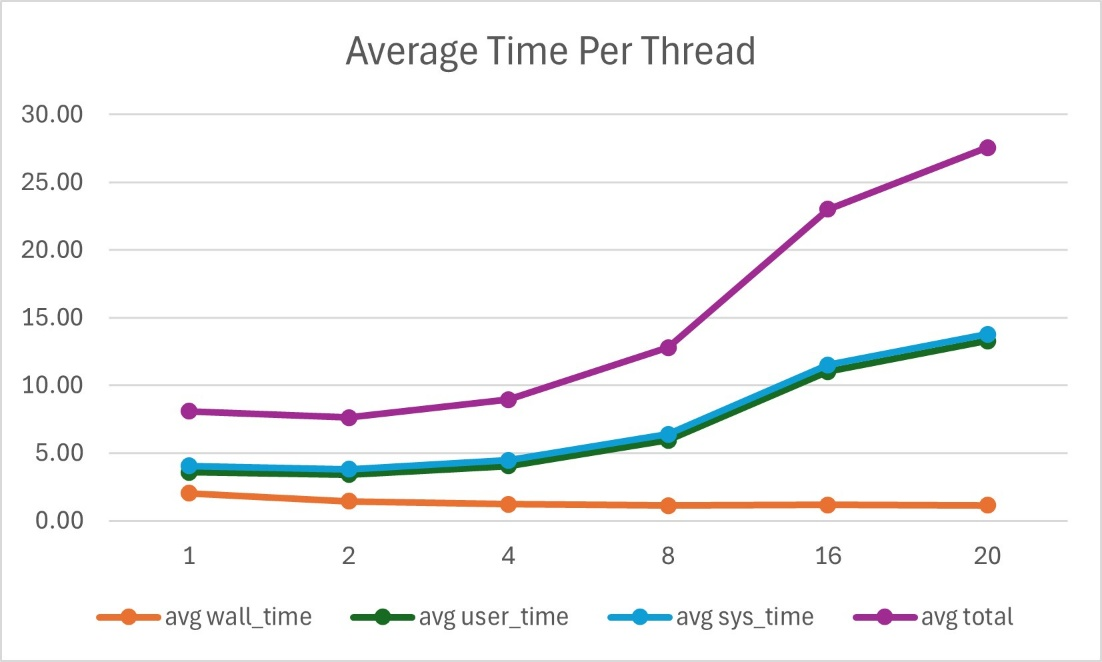 Average Time Per Thread
30.00
25.00
20.00
15.00
10.00
5.00
0.00
1 2 4 8 16 20
avg wall_time avg user_time avg sys_time avg total